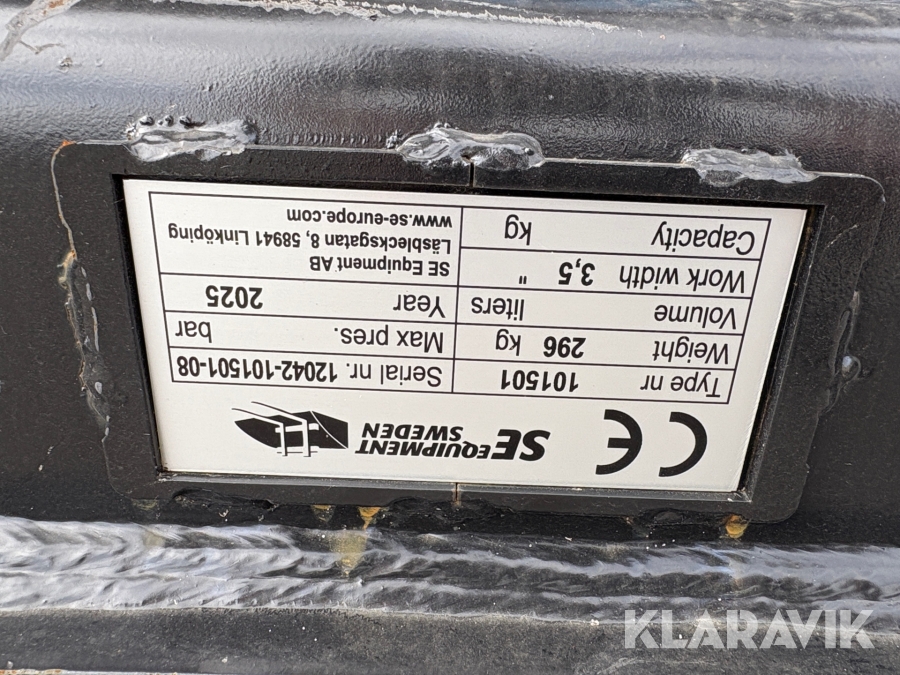 CE
SE EQUIPMENT
SWEDEN
Type nr 101501 Serial nr. 12042-101501-08
Weight 296 kg Max pres. bar
Volume liters Year 2025
Work width 3,5 " SE Equipment AB
Läsblecksgatan 8, 58941 Linköping
Capacity kg www.se-europe.com
KLARAVIK